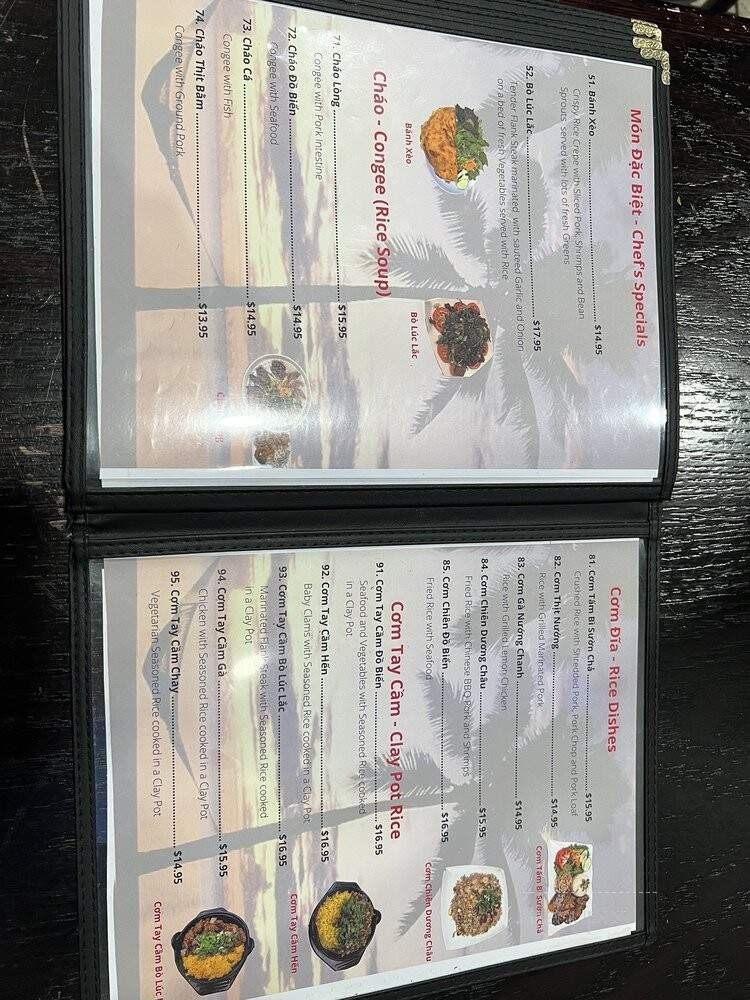 Món Đặc Biệt - Chef's Specials
51. Bánh Xèo ........ $14.95
Crispy Rice Crepe with Sliced Pork, Shrimps and Bean
Sprouts served with lots of fresh Greens
52. Bò Lúc Lắc ........ $17.95
Tender Flank Steak marinated with sauteed Garlic and Onion
on a bed of fresh Vegetables served with Rice
Bánh Xèo
Bò Lúc Lắc
Cháo - Congee (Rice Soup)
71. Cháo Lòng ........ $15.95
Congee with Pork Intestine
72. Cháo Đồ Biển ........ $14.95
Congee with Seafood
73. Cháo Cá ........ $14.95
Congee with Fish
74. Cháo Thịt Bằm ........ $13.95
Congee with Ground Pork
Cơm Đĩa - Rice Dishes
81. Cơm Tấm Bì Sườn Chả ........ $15.95
Crushed Rice with Shredded Pork, Pork Chop and Pork Loaf
82. Cơm Thịt Nướng ........ $14.95
Rice with Grilled Marinated Pork
83. Cơm Gà Nướng Chanh ........ $14.95
Rice with Grilled Lemon Chicken
84. Cơm Chiên Dương Châu ........ $15.95
Fried Rice with Chinese BBQ Pork and Shrimps
85. Cơm Chiên Đồ Biển ........ $16.95
Fried Rice with Seafood
Cơm Tấm Bì Sườn Chả
Cơm Chiên Dương Châu
Cơm Tay Cầm - Clay Pot Rice
91. Cơm Tay Cầm Đồ Biển ........ $16.95
Seafood and Vegetables with Seasoned Rice cooked
in a Clay Pot
92. Cơm Tay Cầm Hến ........ $16.95
Baby Clams with Seasoned Rice cooked in a Clay Pot
93. Cơm Tay Cầm Bò Lúc Lắc ........ $16.95
Marinated Flank Steak with Seasoned Rice cooked
in a Clay Pot
94. Cơm Tay Cầm Gà ........ $15.95
Chicken with Seasoned Rice cooked in a Clay Pot
95. Cơm Tay Cầm Chay ........ $14.95
Vegetarian Seasoned Rice cooked in a Clay Pot
Cơm Tay Cầm Hến
Cơm Tay Cầm Bò Lúc